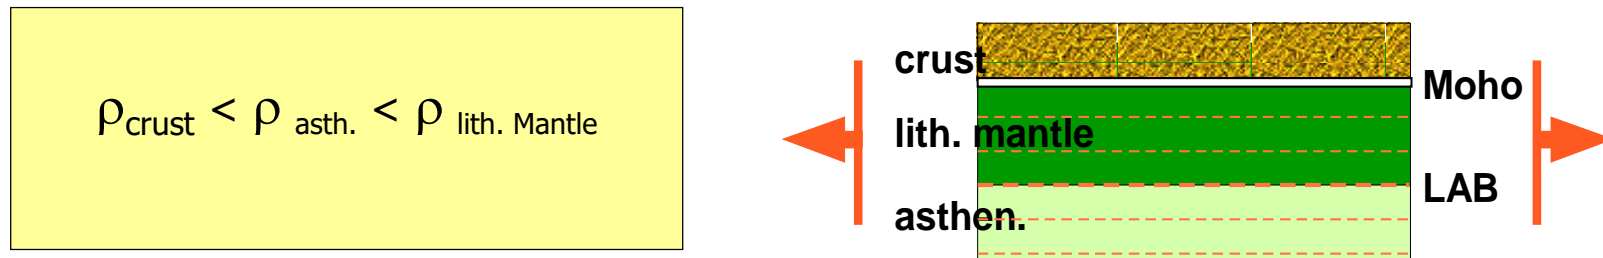 ρcrust < ρ asth. < ρ lith. Mantle
crust
Moho
lith. mantle
LAB
asthen.